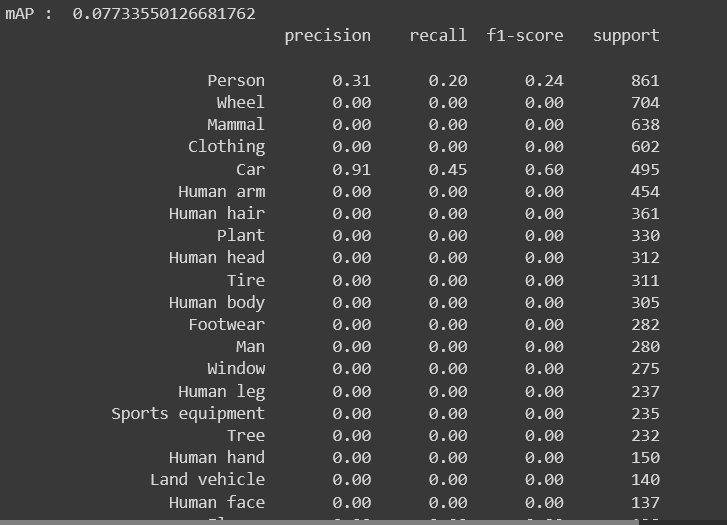 mAP :  0.07733550126681762
precision recall f1-score support
Person 0.31 0.20 0.24 861
Wheel 0.00 0.00 0.00 704
Mammal 0.00 0.00 0.00 638
Clothing 0.00 0.00 0.00 602
Car 0.91 0.45 0.60 495
Human arm 0.00 0.00 0.00 454
Human hair 0.00 0.00 0.00 361
Plant 0.00 0.00 0.00 330
Human head 0.00 0.00 0.00 312
Tire 0.00 0.00 0.00 311
Human body 0.00 0.00 0.00 305
Footwear 0.00 0.00 0.00 282
Man 0.00 0.00 0.00 280
Window 0.00 0.00 0.00 275
Human leg 0.00 0.00 0.00 237
Sports equipment 0.00 0.00 0.00 235
Tree 0.00 0.00 0.00 232
Human hand 0.00 0.00 0.00 150
Land vehicle 0.00 0.00 0.00 140
Human face 0.00 0.00 0.00 137